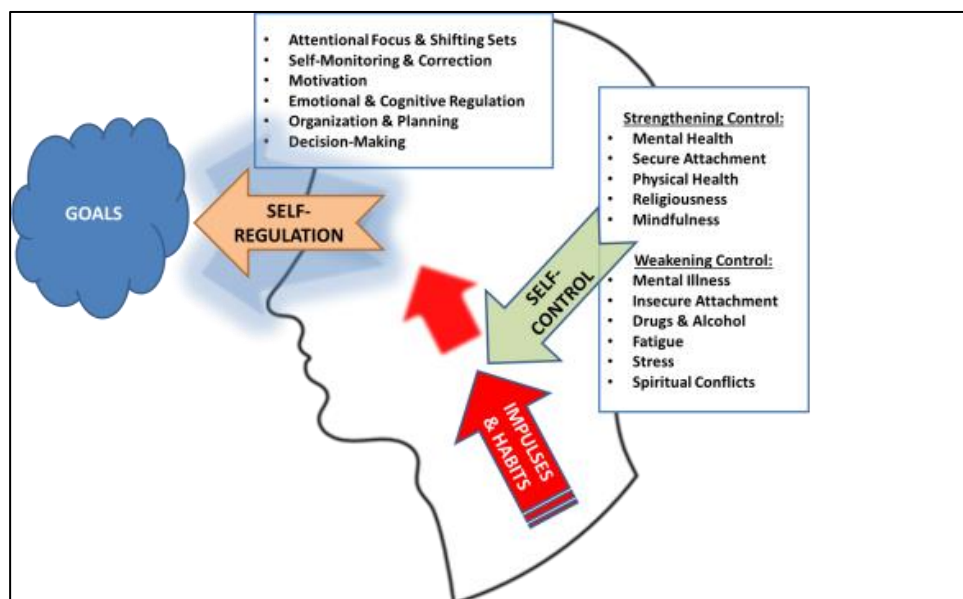 Attentional Focus & Shifting Sets
Self-Monitoring & Correction
Motivation
Emotional & Cognitive Regulation
Organization & Planning
Decision-Making
Strengthening Control:
Mental Health
Secure Attachment
Physical Health
Religiousness
Mindfulness
Weakening Control:
Mental Illness
Insecure Attachment
Drugs & Alcohol
Fatigue
Stress
Spiritual Conflicts
GOALS
SELF-
REGULATION
SELF-
CONTROL
IMPULSES
& HABITS